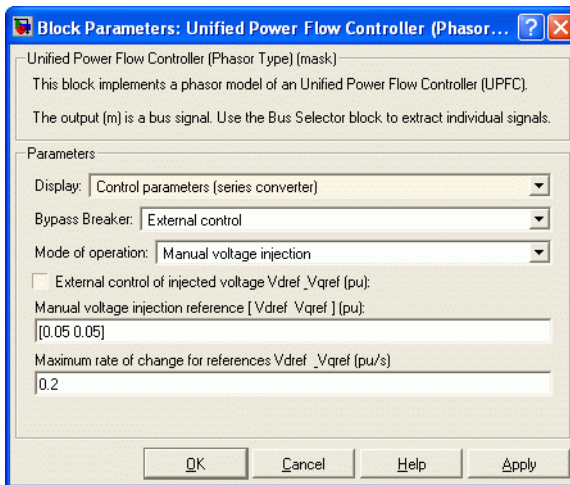 Block Parameters: Unified Power Flow Controller (Phasor...
Unified Power Flow Controller (Phasor Type) (mask)
This block implements a phasor model of an Unified Power Flow Controller (UPFC).
The output (m) is a bus signal. Use the Bus Selector block to extract individual signals.
Parameters
Display: Control parameters (series converter)
Bypass Breaker: External control
Mode of operation: Manual voltage injection
External control of injected voltage Vdref_Vqref (pu):
Manual voltage injection reference [ Vdref Vqref ] (pu):
[0.05 0.05]
Maximum rate of change for references Vdref_Vqref (pu/s)
0.2
OK Cancel Help Apply